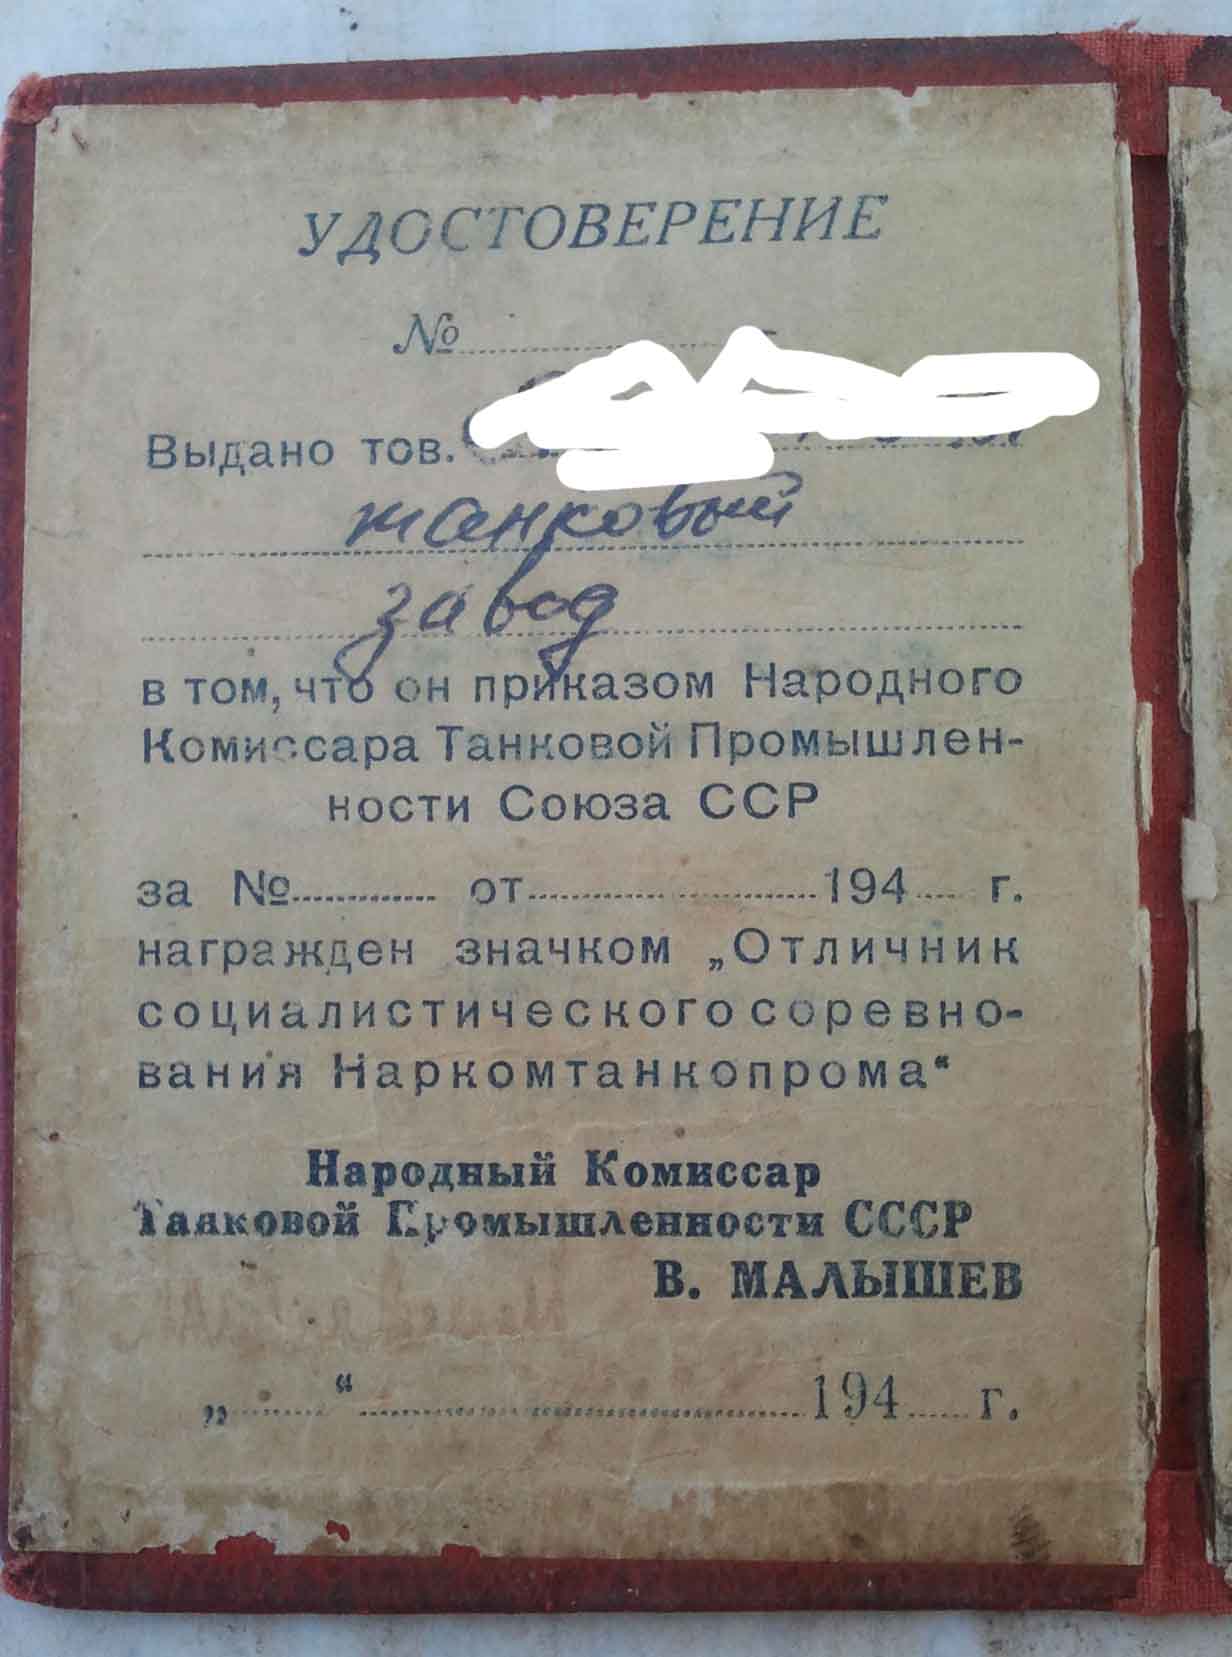 УДОСТОВЕРЕНИЕ
№
Выдано тов.
танковый
завод
в том, что он приказом Народного
Комиссара Танковой Промышлен-
ности Союза ССР
за № от 194 г.
награжден значком „Отличник
социалистического соревно-
вания Наркомтанкопрома“
Народный Комиссар
Танковой Промышленности СССР
В. МАЛЫШЕВ
„ “ 194 г.